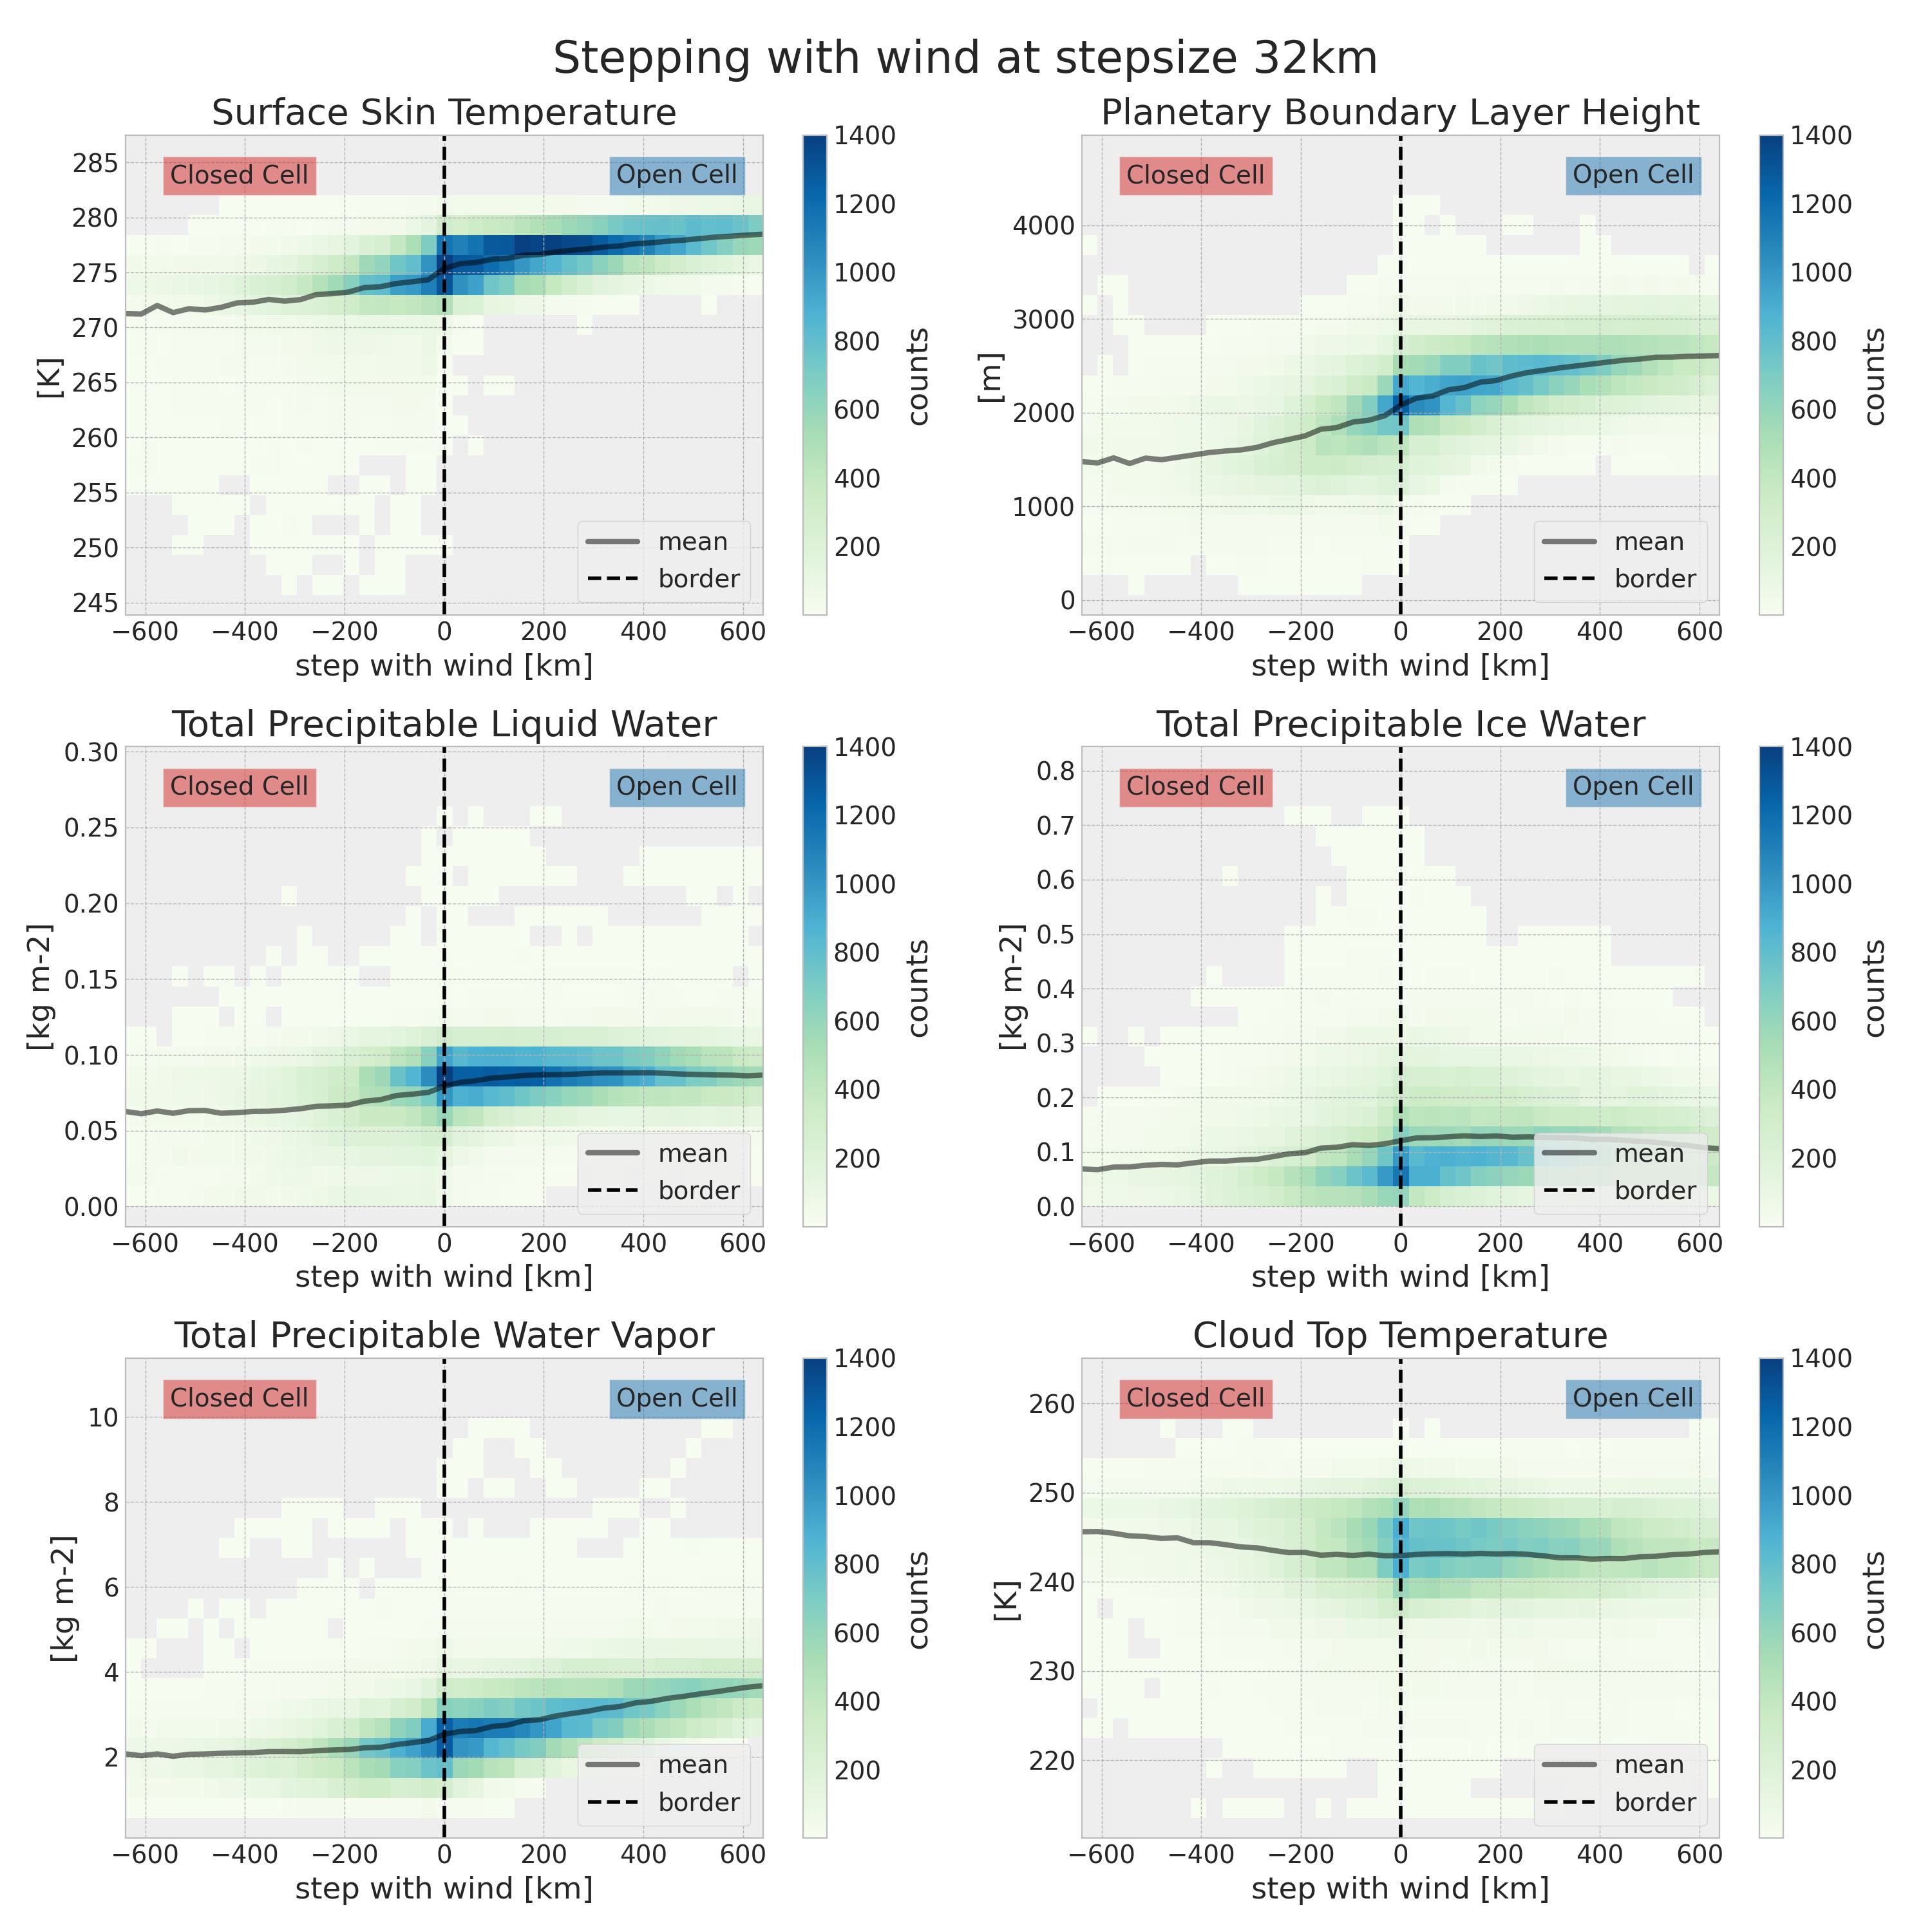 Stepping with wind at stepsize 32km
Surface Skin Temperature
Closed Cell
Open Cell
285
280
275
270
265
260
255
250
245
[K]
mean
border
−600 −400 −200 0 200 400 600
step with wind [km]
1400
1200
1000
800
600
400
200
counts
Planetary Boundary Layer Height
Closed Cell
Open Cell
4000
3000
2000
1000
0
[m]
mean
border
−600 −400 −200 0 200 400 600
step with wind [km]
1400
1200
1000
800
600
400
200
counts
Total Precipitable Liquid Water
Closed Cell
Open Cell
0.30
0.25
0.20
0.15
0.10
0.05
0.00
[kg m-2]
mean
border
−600 −400 −200 0 200 400 600
step with wind [km]
1400
1200
1000
800
600
400
200
counts
Total Precipitable Ice Water
Closed Cell
Open Cell
0.8
0.7
0.6
0.5
0.4
0.3
0.2
0.1
0.0
[kg m-2]
mean
border
−600 −400 −200 0 200 400 600
step with wind [km]
1400
1200
1000
800
600
400
200
counts
Total Precipitable Water Vapor
Closed Cell
Open Cell
10
8
6
4
2
[kg m-2]
mean
border
−600 −400 −200 0 200 400 600
step with wind [km]
1400
1200
1000
800
600
400
200
counts
Cloud Top Temperature
Closed Cell
Open Cell
260
250
240
230
220
[K]
mean
border
−600 −400 −200 0 200 400 600
step with wind [km]
1400
1200
1000
800
600
400
200
counts